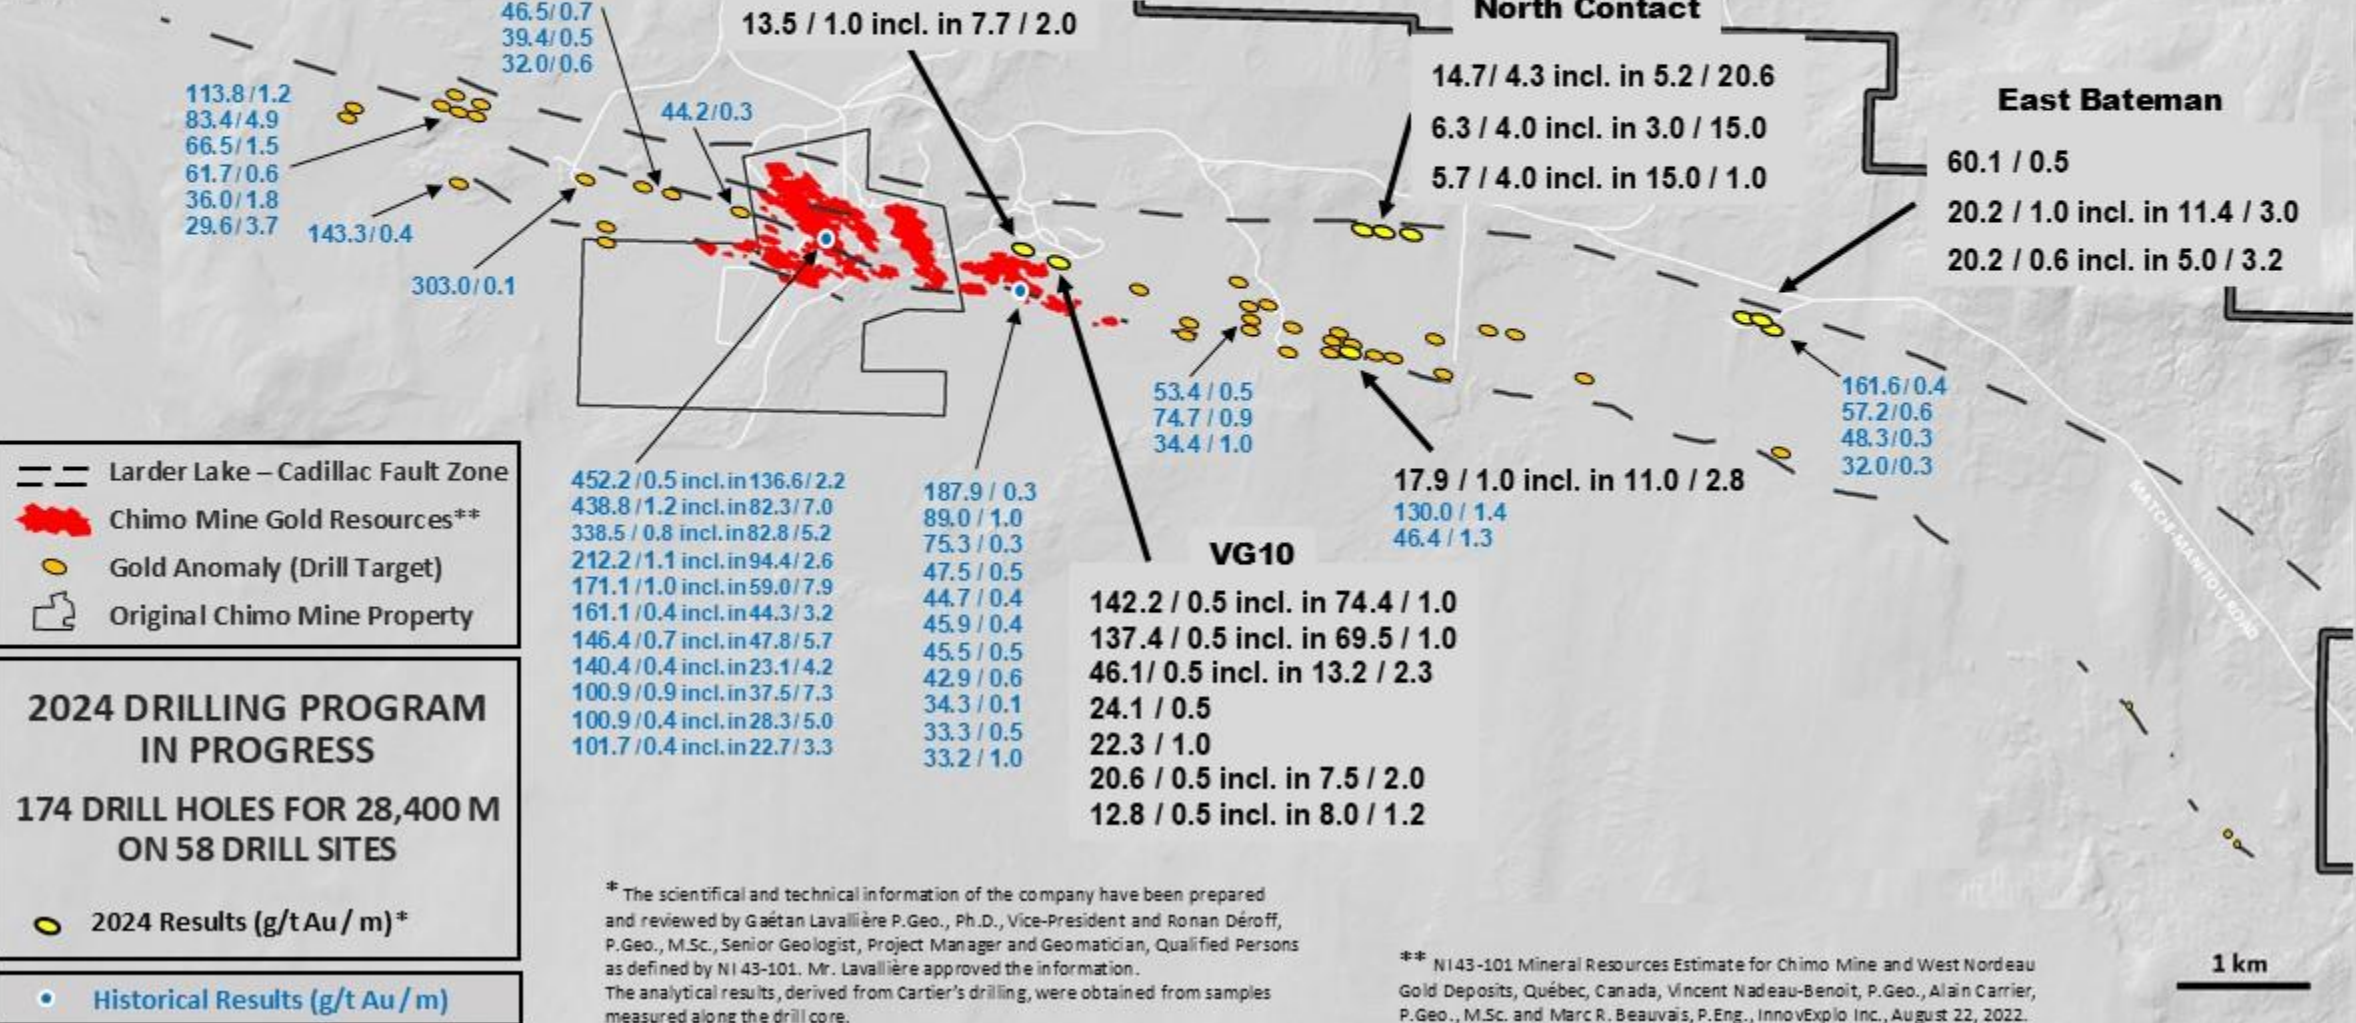 46.5/0.7
39.4/0.5
32.0/0.6
13.5 / 1.0 incl. in 7.7 / 2.0
North Contact
14.7/ 4.3 incl. in 5.2 / 20.6
6.3 / 4.0 incl. in 3.0 / 15.0
5.7 / 4.0 incl. in 15.0 / 1.0
East Bateman
60.1 / 0.5
20.2 / 1.0 incl. in 11.4 / 3.0
20.2 / 0.6 incl. in 5.0 / 3.2
113.8/1.2
83.4/4.9
66.5/1.5
61.7/0.6
36.0/1.8
29.6/3.7
44.2/0.3
143.3/0.4
303.0/0.1
53.4 / 0.5
74.7 / 0.9
34.4 / 1.0
161.6/0.4
57.2/0.6
48.3/0.3
32.0/0.3
17.9 / 1.0 incl. in 11.0 / 2.8
130.0 / 1.4
46.4 / 1.3
MATCHI-MANITOU ROAD
452.2/0.5 incl. in 136.6/2.2
438.8/1.2 incl. in 82.3/7.0
338.5/0.8 incl. in 82.8/5.2
212.2/1.1 incl. in 94.4/2.6
171.1/1.0 incl. in 59.0/7.9
161.1/0.4 incl. in 44.3/3.2
146.4/0.7 incl. in 47.8/5.7
140.4/0.4 incl. in 23.1/4.2
100.9/0.9 incl. in 37.5/7.3
100.9/0.4 incl. in 28.3/5.0
101.7/0.4 incl. in 22.7/3.3
187.9 / 0.3
89.0 / 1.0
75.3 / 0.3
47.5 / 0.5
44.7 / 0.4
45.9 / 0.4
45.5 / 0.5
42.9 / 0.6
34.3 / 0.1
33.3 / 0.5
33.2 / 1.0
VG10
142.2 / 0.5 incl. in 74.4 / 1.0
137.4 / 0.5 incl. in 69.5 / 1.0
46.1/ 0.5 incl. in 13.2 / 2.3
24.1 / 0.5
22.3 / 1.0
20.6 / 0.5 incl. in 7.5 / 2.0
12.8 / 0.5 incl. in 8.0 / 1.2
Larder Lake – Cadillac Fault Zone
Chimo Mine Gold Resources**
Gold Anomaly (Drill Target)
Original Chimo Mine Property
2024 DRILLING PROGRAM
IN PROGRESS
174 DRILL HOLES FOR 28,400 M
ON 58 DRILL SITES
2024 Results (g/t Au / m)*
Historical Results (g/t Au / m)
* The scientifical and technical information of the company have been prepared
and reviewed by Gaétan Lavallière P.Geo., Ph.D., Vice-President and Ronan Déroff,
P.Geo., M.Sc., Senior Geologist, Project Manager and Geomatician, Qualified Persons
as defined by NI 43-101. Mr. Lavallière approved the information.
The analytical results, derived from Cartier's drilling, were obtained from samples
measured along the drill core.
** NI 43-101 Mineral Resources Estimate for Chimo Mine and West Nordeau
Gold Deposits, Québec, Canada, Vincent Nadeau-Benoit, P.Geo., Alain Carrier,
P.Geo., M.Sc. and Marc R. Beauvais, P.Eng., InnovExplo Inc., August 22, 2022.
1 km